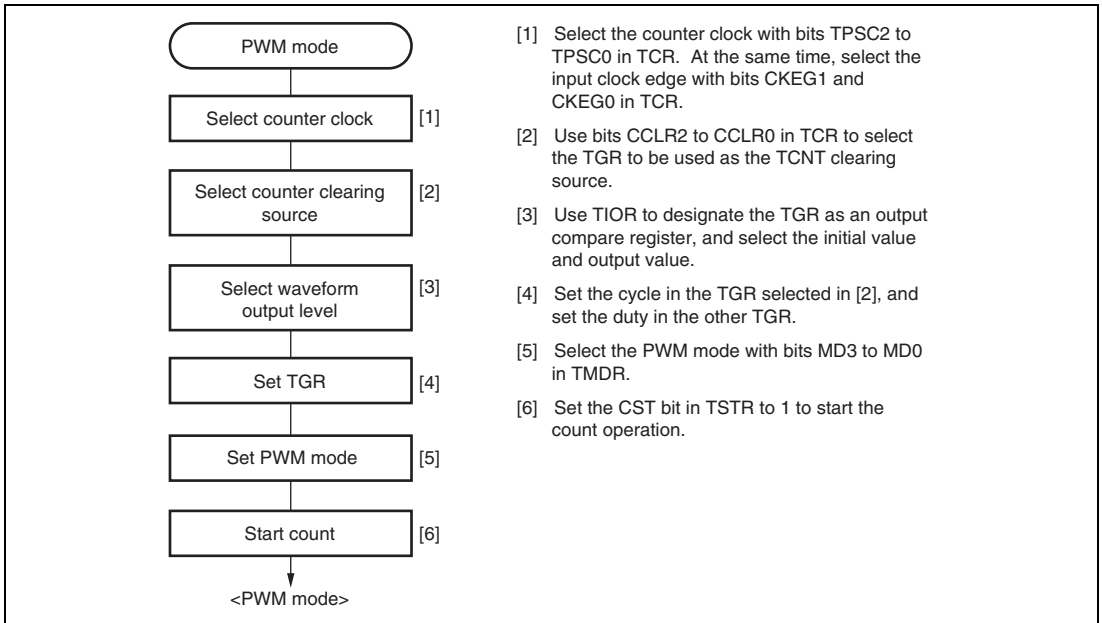 PWM mode
Select counter clock
[1]
Select counter clearing
source
[2]
Select waveform
output level
[3]
Set TGR
[4]
Set PWM mode
[5]
Start count
[6]
<PWM mode>
[1] Select the counter clock with bits TPSC2 to
TPSC0 in TCR. At the same time, select the
input clock edge with bits CKEG1 and
CKEG0 in TCR.
[2] Use bits CCLR2 to CCLR0 in TCR to select
the TGR to be used as the TCNT clearing
source.
[3] Use TIOR to designate the TGR as an output
compare register, and select the initial value
and output value.
[4] Set the cycle in the TGR selected in [2], and
set the duty in the other TGR.
[5] Select the PWM mode with bits MD3 to MD0
in TMDR.
[6] Set the CST bit in TSTR to 1 to start the
count operation.